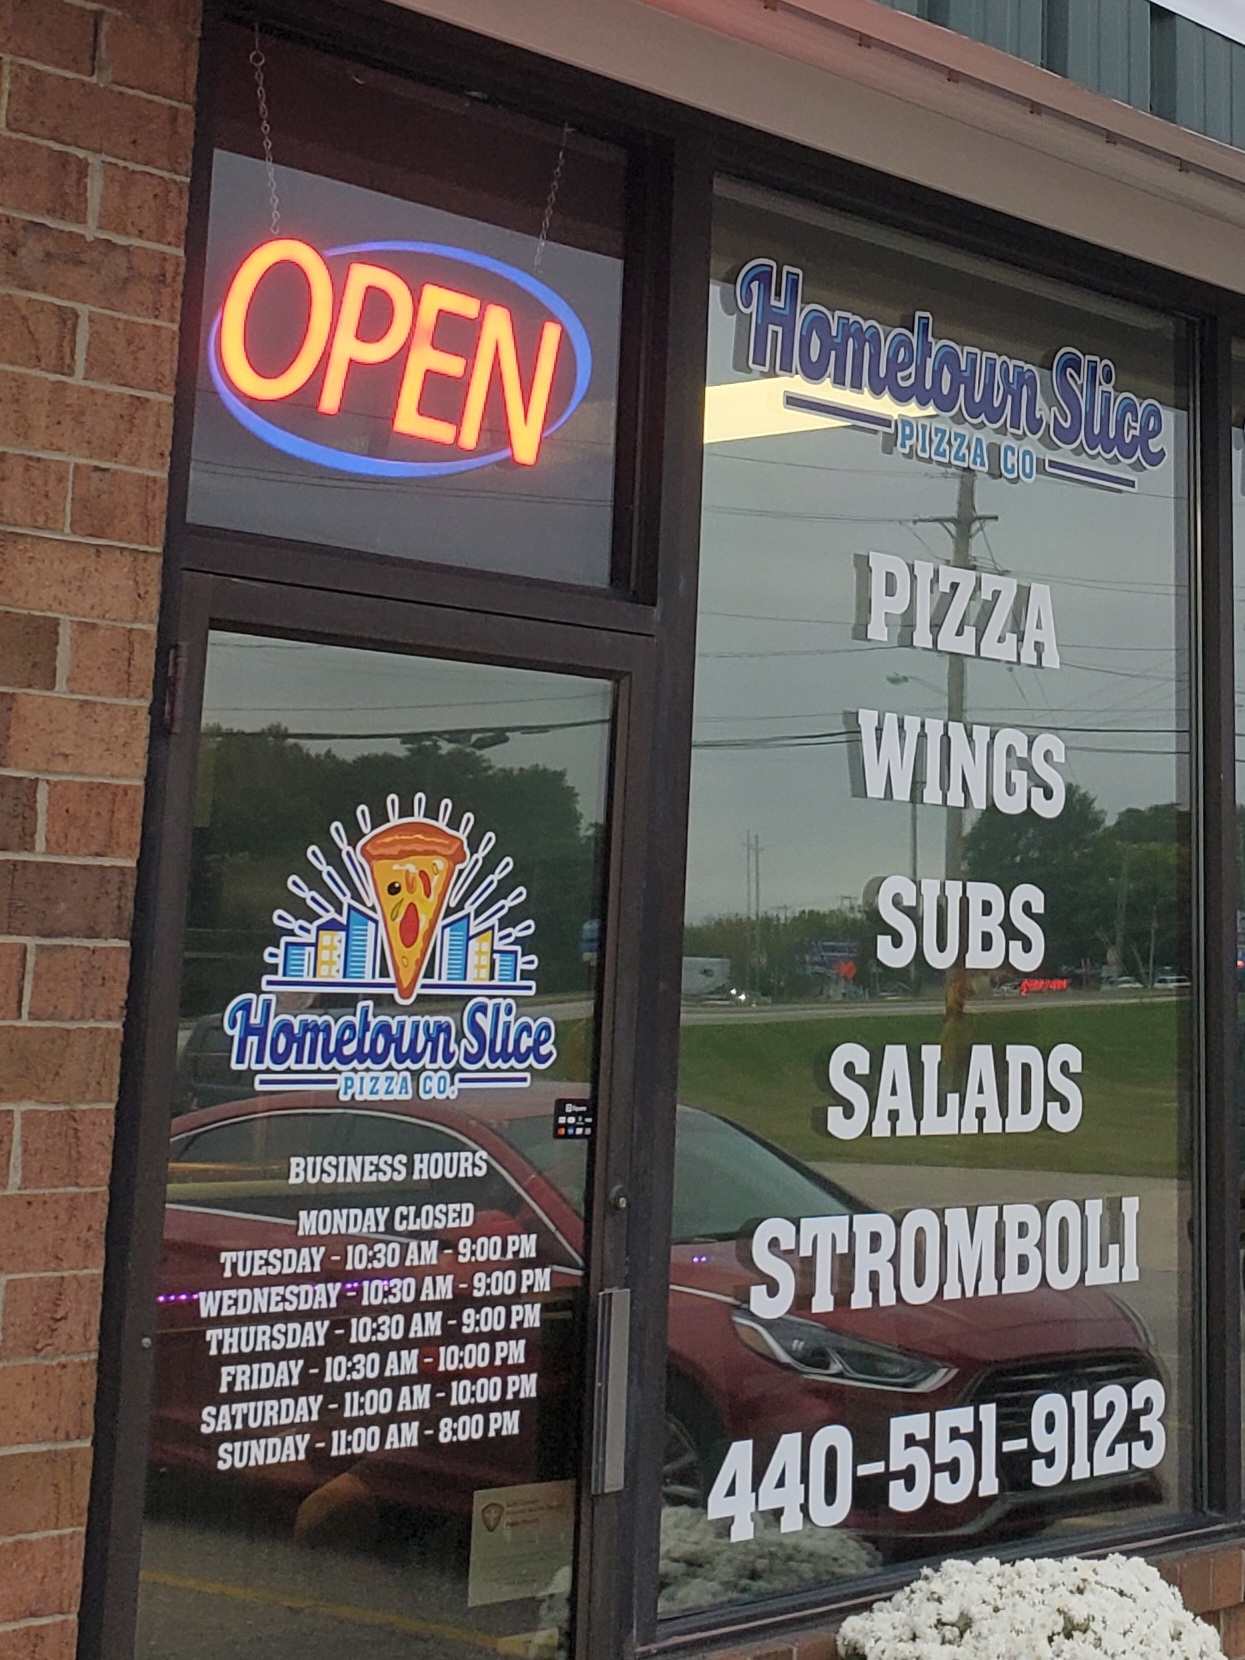 OPEN
Hometown Slice
PIZZA CO
PIZZA
WINGS
SUBS
SALADS
STROMBOLI
440-551-9123
Hometown Slice
PIZZA CO.
Square
BUSINESS HOURS
MONDAY CLOSED
TUESDAY - 10:30 AM - 9:00 PM
WEDNESDAY - 10:30 AM - 9:00 PM
THURSDAY - 10:30 AM - 9:00 PM
FRIDAY - 10:30 AM - 10:00 PM
SATURDAY - 11:00 AM - 10:00 PM
SUNDAY - 11:00 AM - 8:00 PM